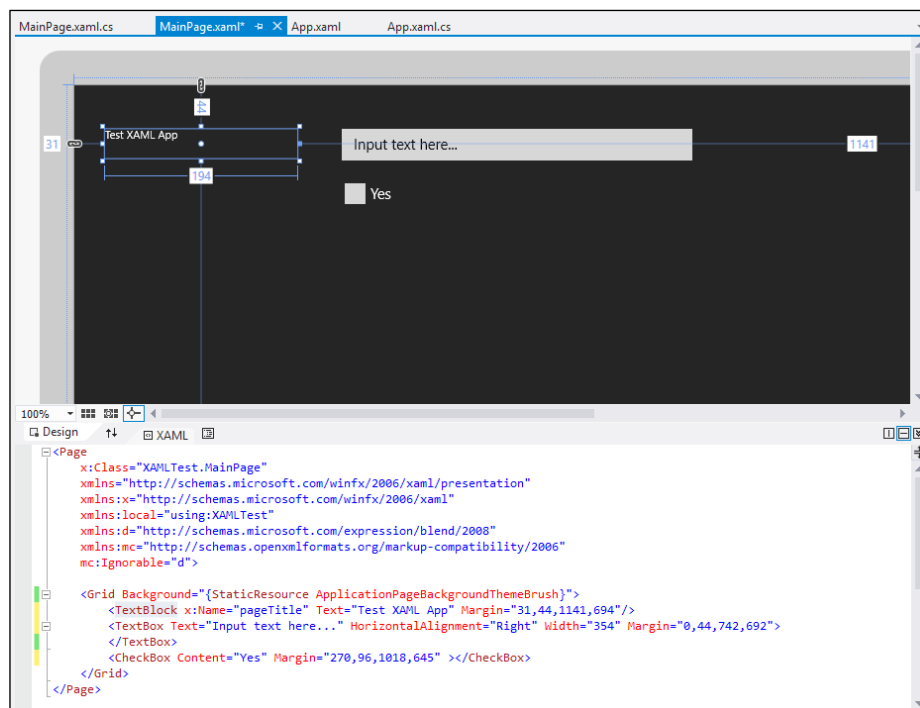 MainPage.xaml.cs MainPage.xaml* App.xaml App.xaml.cs
44
Test XAML App
31
Input text here...
1141
194
Yes
100%
Design XAML
<Page
x:Class="XAMLTest.MainPage"
xmlns="http://schemas.microsoft.com/winfx/2006/xaml/presentation"
xmlns:x="http://schemas.microsoft.com/winfx/2006/xaml"
xmlns:local="using:XAMLTest"
xmlns:d="http://schemas.microsoft.com/expression/blend/2008"
xmlns:mc="http://schemas.openxmlformats.org/markup-compatibility/2006"
mc:Ignorable="d">
<Grid Background="{StaticResource ApplicationPageBackgroundThemeBrush}">
<TextBlock x:Name="pageTitle" Text="Test XAML App" Margin="31,44,1141,694"/>
<TextBox Text="Input text here..." HorizontalAlignment="Right" Width="354" Margin="0,44,742,692">
</TextBox>
<CheckBox Content="Yes" Margin="270,96,1018,645" ></CheckBox>
</Grid>
</Page>